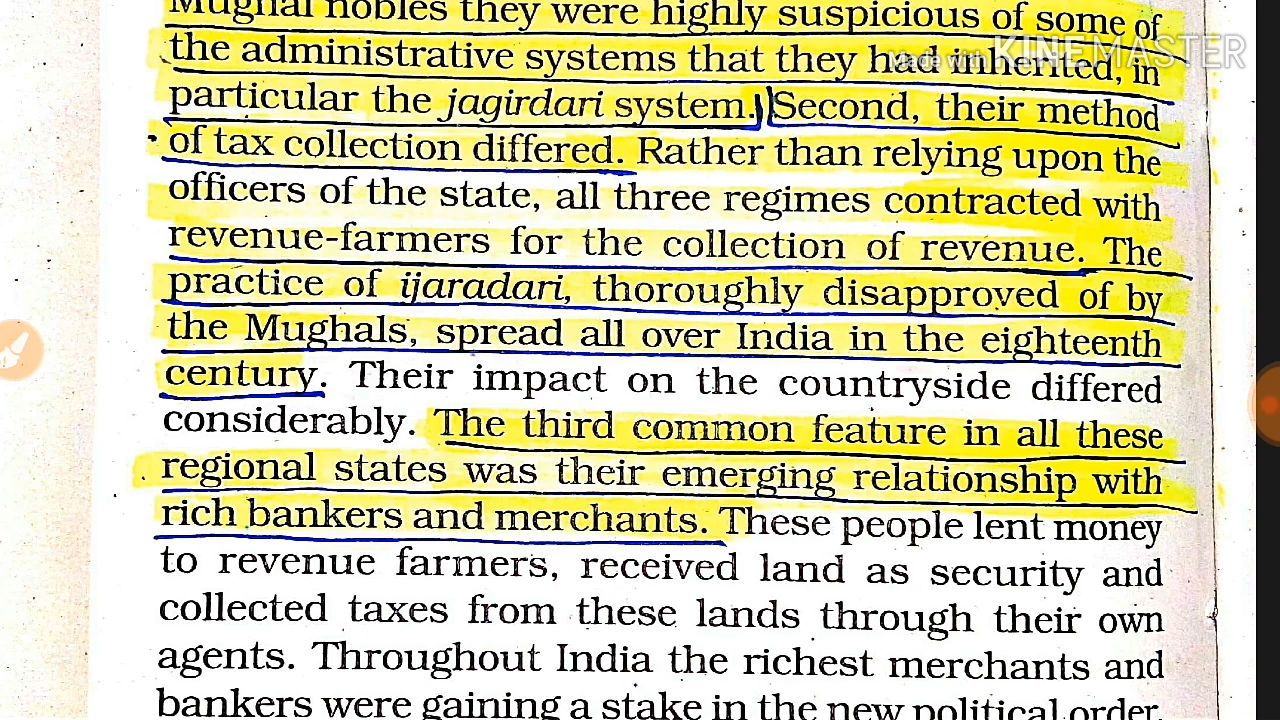 Mughal nobles they were highly suspicious of some of
the administrative systems that they had inherited, in
particular the jagirdari system. Second, their method
of tax collection differed. Rather than relying upon the
officers of the state, all three regimes contracted with
revenue-farmers for the collection of revenue. The
practice of ijaradari, thoroughly disapproved of by
the Mughals, spread all over India in the eighteenth
century. Their impact on the countryside differed
considerably. The third common feature in all these
regional states was their emerging relationship with
rich bankers and merchants. These people lent money
to revenue farmers, received land as security and
collected taxes from these lands through their own
agents. Throughout India the richest merchants and
bankers were gaining a stake in the new political order.
Made with KINEMASTER